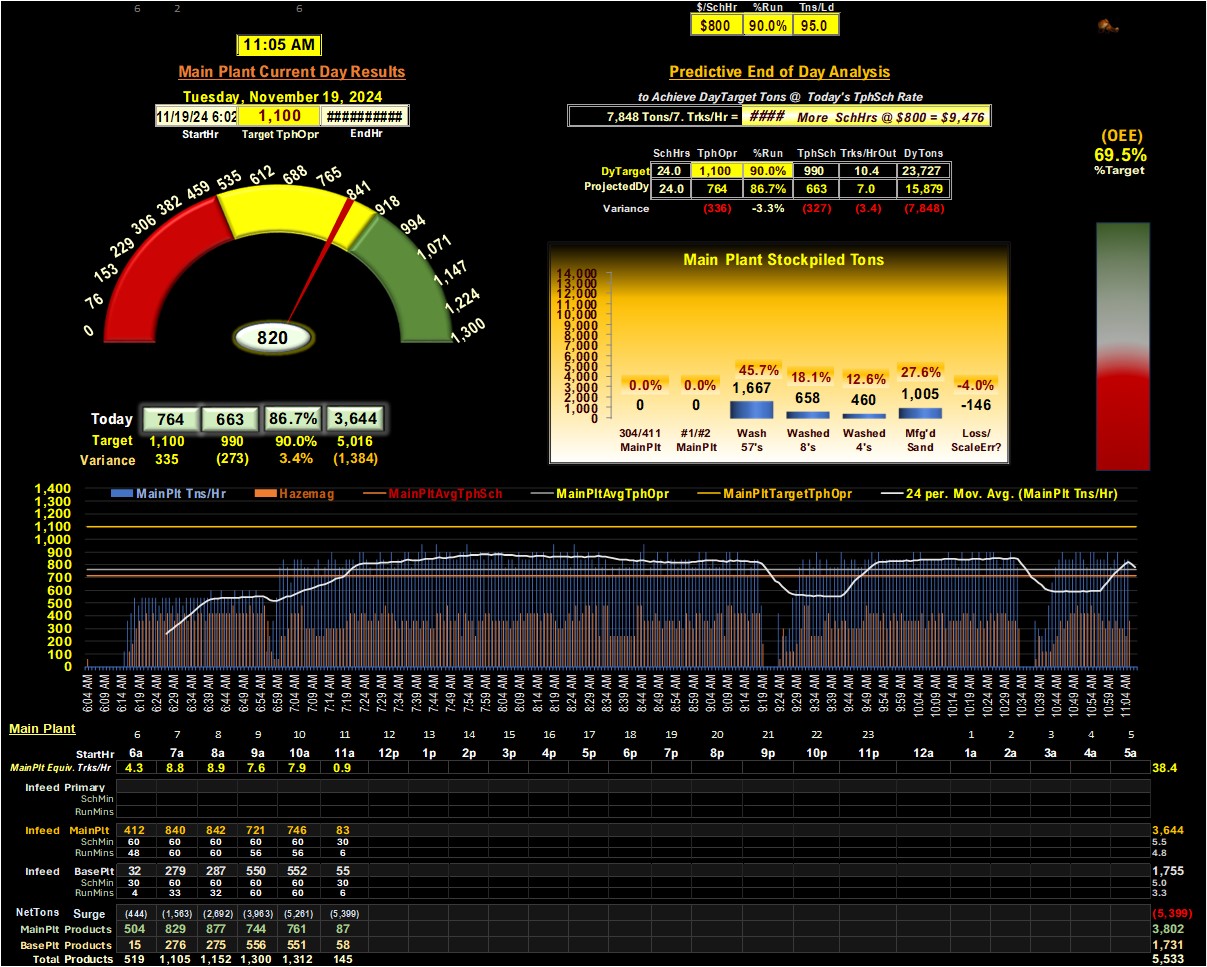 6 2 6
$/SchHr %Run Tns/Ld
$800 90.0% 95.0
11:05 AM
Main Plant Current Day Results
Tuesday, November 19, 2024
11/19/24 6:02 1,100 ##########
StartHr Target TphOpr EndHr
0 76 153 229 306 382 459 535 612 688 765 841 918 994 1,071 1,147 1,224 1,300
820
Today 764 663 86.7% 3,644
Target 1,100 990 90.0% 5,016
Variance 335 (273) 3.4% (1,384)
Predictive End of Day Analysis
to Achieve DayTarget Tons @ Today's TphSch Rate
7,848 Tons/7. Trks/Hr = #### More SchHrs @ $800 = $9,476
SchHrs TphOpr %Run TphSch Trks/HrOut DyTons
DyTarget 24.0 1,100 90.0% 990 10.4 23,727
ProjectedDy 24.0 764 86.7% 663 7.0 15,879
Variance (336) -3.3% (327) (3.4) (7,848)
(OEE)
69.5%
%Target
Main Plant Stockpiled Tons
14,000
13,000
12,000
11,000
10,000
9,000
8,000
7,000
6,000
5,000
4,000
3,000
2,000
1,000
0
0.0% 0.0% 45.7% 18.1% 12.6% 27.6% -4.0%
0 0 1,667 658 460 1,005 -146
304/411 #1/#2 Wash Washed Washed Mfg'd Loss/
MainPlt MainPlt 57's 8's 4's Sand ScaleErr?
MainPlt Tns/Hr Hazemag MainPltAvgTphSch MainPltAvgTphOpr MainPltTargetTphOpr 24 per. Mov. Avg. (MainPlt Tns/Hr)
1,400
1,300
1,200
1,100
1,000
900
800
700
600
500
400
300
200
100
0
6:04 AM 6:09 AM 6:14 AM 6:19 AM 6:24 AM 6:29 AM 6:34 AM 6:39 AM 6:44 AM 6:49 AM 6:54 AM 6:59 AM 7:04 AM 7:09 AM 7:14 AM 7:19 AM 7:24 AM 7:29 AM 7:34 AM 7:39 AM 7:44 AM 7:49 AM 7:54 AM 7:59 AM 8:04 AM 8:09 AM 8:14 AM 8:19 AM 8:24 AM 8:29 AM 8:34 AM 8:39 AM 8:44 AM 8:49 AM 8:54 AM 8:59 AM 9:04 AM 9:09 AM 9:14 AM 9:19 AM 9:24 AM 9:29 AM 9:34 AM 9:39 AM 9:44 AM 9:49 AM 9:54 AM 9:59 AM 10:04 AM 10:09 AM 10:14 AM 10:19 AM 10:24 AM 10:29 AM 10:34 AM 10:39 AM 10:44 AM 10:49 AM 10:54 AM 10:59 AM 11:04 AM
Main Plant
6 7 8 9 10 11 12 13 14 15 16 17 18 19 20 21 22 23 1 2 3 4 5
StartHr 6a 7a 8a 9a 10a 11a 12p 1p 2p 3p 4p 5p 6p 7p 8p 9p 10p 11p 12a 1a 2a 3a 4a 5a
MainPlt Equiv. Trks/Hr 4.3 8.8 8.9 7.6 7.9 0.9 38.4
Infeed Primary
SchMin
RunMins
Infeed MainPlt 412 840 842 721 746 83 3,644
SchMin 60 60 60 60 60 30 5.5
RunMins 48 60 60 56 56 6 4.8
Infeed BasePlt 32 279 287 550 552 55 1,755
SchMin 30 60 60 60 60 30 5.0
RunMins 4 33 32 60 60 6 3.3
NetTons Surge (444) (1,563) (2,692) (3,963) (5,261) (5,399) (5,399)
MainPlt Products 504 829 877 744 761 87 3,802
BasePlt Products 15 276 275 556 551 58 1,731
Total Products 519 1,105 1,152 1,300 1,312 145 5,533